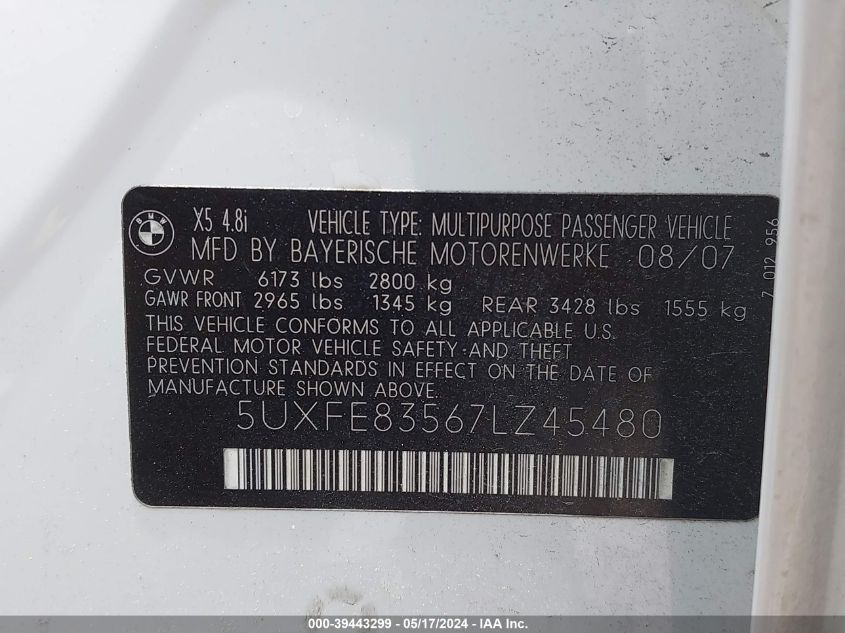 BMW
X5 4.8i VEHICLE TYPE: MULTIPURPOSE PASSENGER VEHICLE
MFD BY BAYERISCHE MOTORENWERKE 08/07
GVWR 6173 lbs 2800 kg
GAWR FRONT 2965 lbs 1345 kg REAR 3428 lbs 1555 kg
THIS VEHICLE CONFORMS TO ALL APPLICABLE U.S.
FEDERAL MOTOR VEHICLE SAFETY AND THEFT
PREVENTION STANDARDS IN EFFECT ON THE DATE OF
MANUFACTURE SHOWN ABOVE.
5UXFE83567LZ45480
7 012 956
000-39443299 - 05/17/2024 - IAAI.com